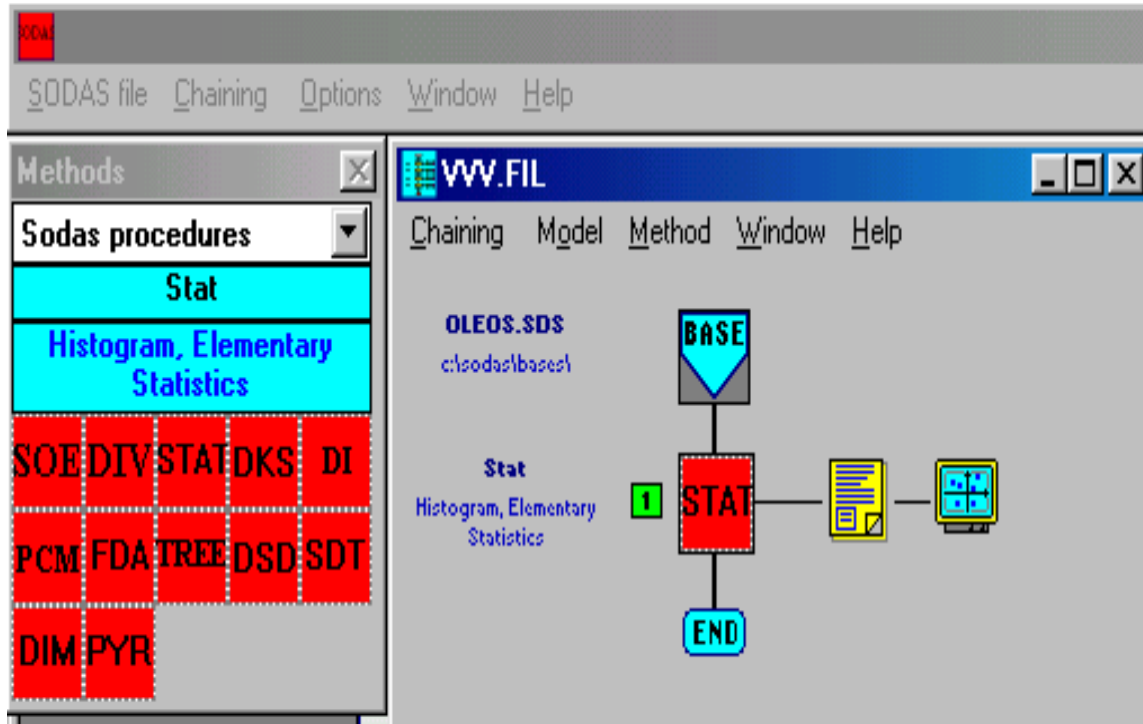 SODAS
SODAS file Chaining Options Window Help
Methods
Sodas procedures
Stat
Histogram, Elementary
Statistics
SOE DIV STAT DKS DI
PCM FDA TREE DSD SDT
DIM PYR
VVV.FIL
Chaining Model Method Window Help
OLEOS.SDS
c:\sodas\bases\
BASE
Stat
Histogram, Elementary
Statistics
1
STAT
END